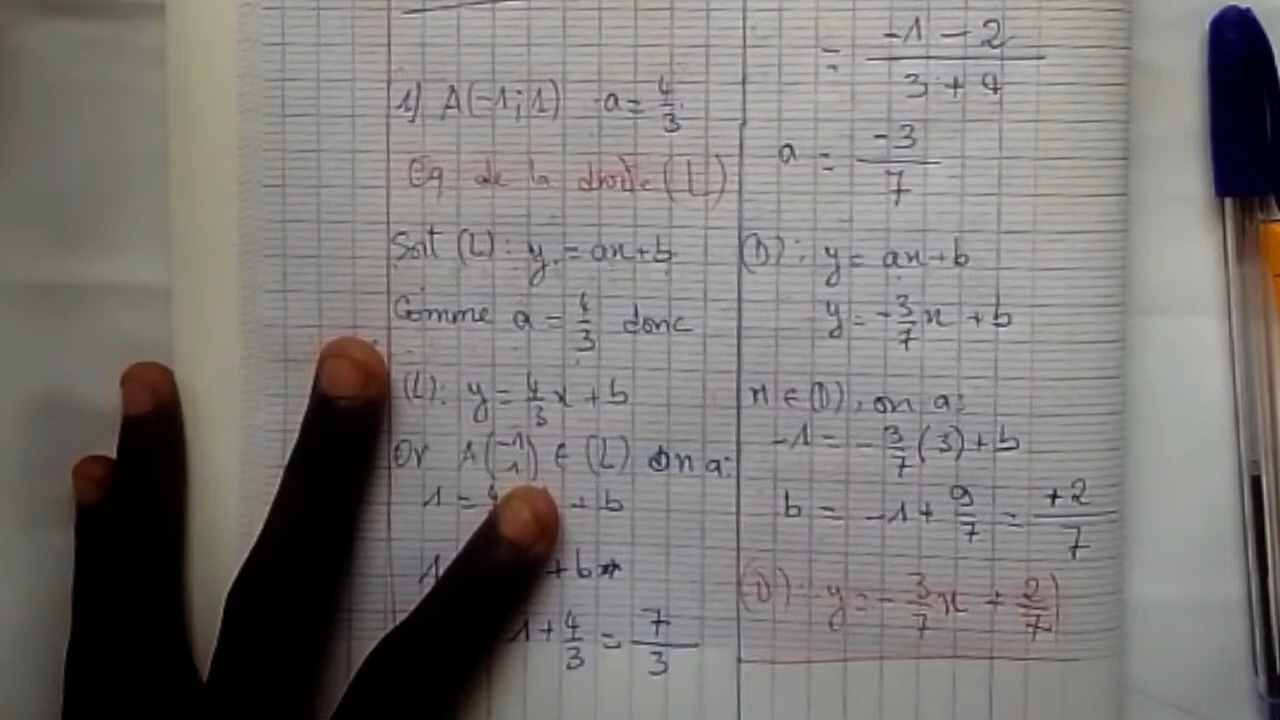 1) A(-1;1) a = 4/3.
Eq de la droite (L)
Soit (L): y = ax+b
Comme a = 4/3 donc
(L): y = 4/3 x + b
Or A(-1 1) ∈ (L) on a:
1 = + b
1 + b
1 + 4/3 = 7/3
= -1 - 2 / 3 + 4
a = -3/7
(D): y = ax+b
y = -3/7 x + b
∈ (D), on a:
-1 = -3/7 (3) + b
b = -1 + 9/7 = +2/7
(D): y = -3/7 x + 2/7